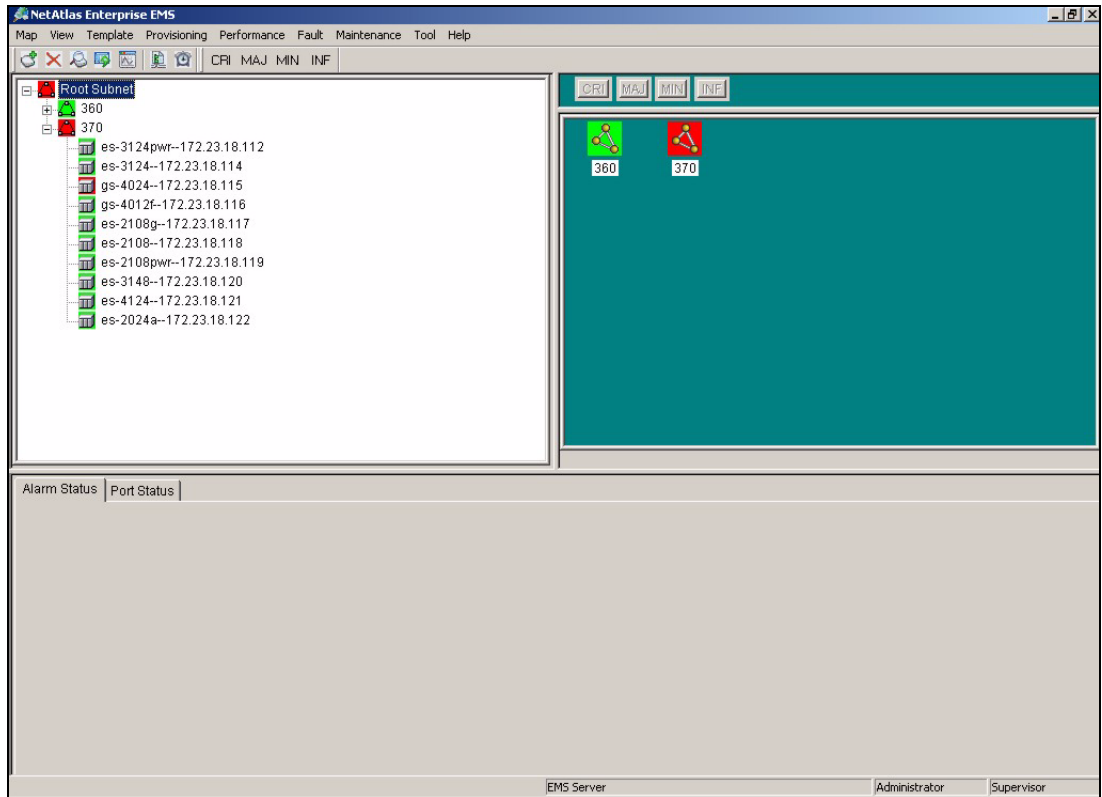 NetAtlas Enterprise EMS
Map View Template Provisioning Performance Fault Maintenance Tool Help
CRI MAJ MIN INF
Root Subnet
360
370
es-3124pwr--172.23.18.112
es-3124--172.23.18.114
gs-4024--172.23.18.115
gs-4012f--172.23.18.116
es-2108g--172.23.18.117
es-2108--172.23.18.118
es-2108pwr--172.23.18.119
es-3148--172.23.18.120
es-4124--172.23.18.121
es-2024a--172.23.18.122
CRI MAJ MIN INF
360 370
Alarm Status Port Status
EMS Server Administrator Supervisor